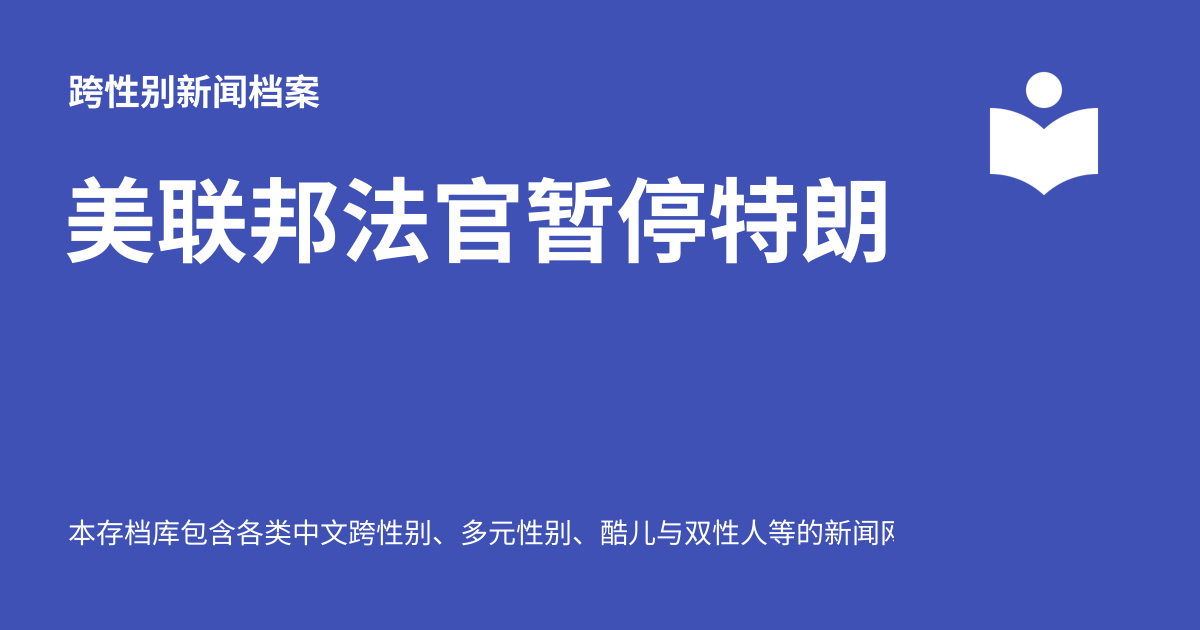 跨性别新闻档案
美联邦法官暂停特朗
本存档库包含各类中文跨性别、多元性别、酷儿与双性人等的新闻